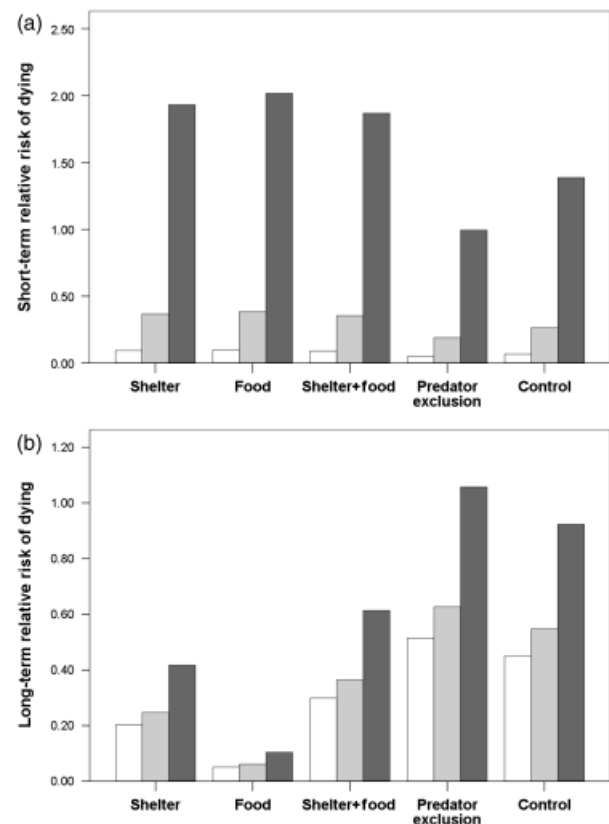 (a)
Short-term relative risk of dying
2.50
2.00
1.50
1.00
0.50
0.00
Shelter Food Shelter+food Predator exclusion Control
(b)
Long-term relative risk of dying
1.20
1.00
0.80
0.60
0.40
0.20
0.00
Shelter Food Shelter+food Predator exclusion Control